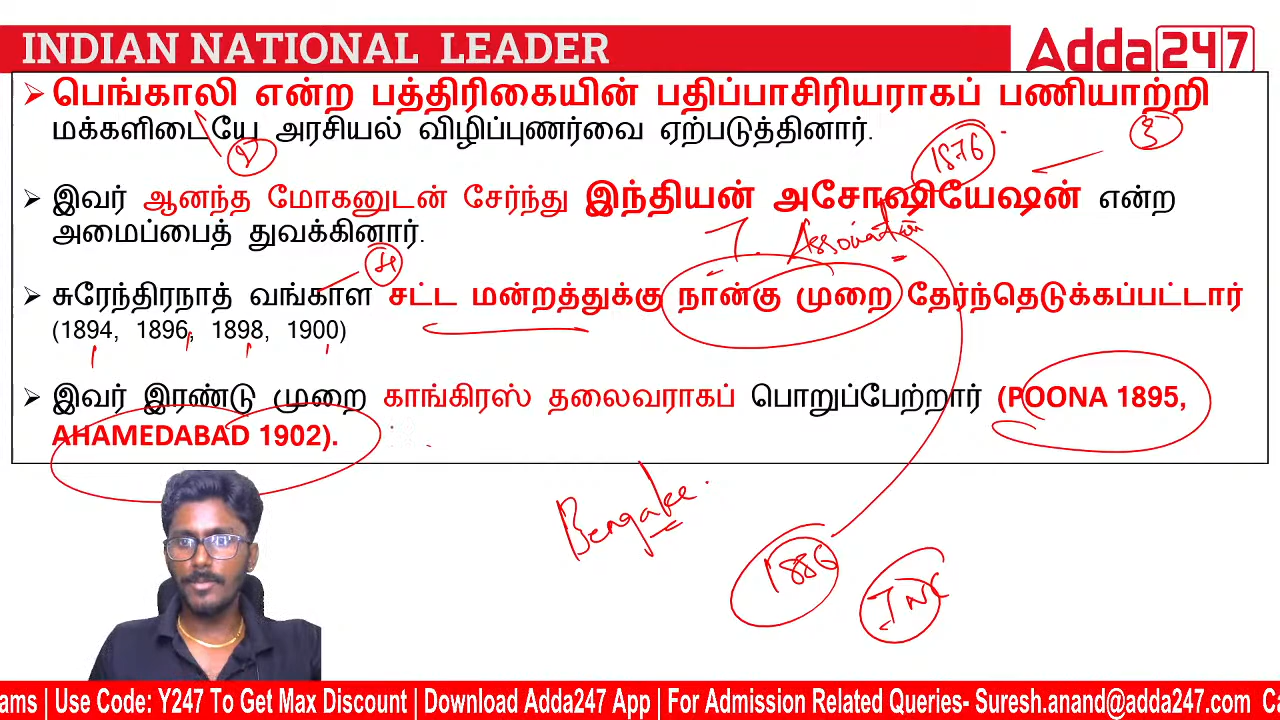 INDIAN NATIONAL LEADER
Adda247
➢ பெங்காலி என்ற பத்திரிகையின் பதிப்பாசிரியராகப் பணியாற்றி
மக்களிடையே அரசியல் விழிப்புணர்வை ஏற்படுத்தினார்.
1876
➢ இவர் ஆனந்த மோகனுடன் சேர்ந்து இந்தியன் அசோஷியேஷன் என்ற
அமைப்பைத் துவக்கினார்.
I. Association
➢ சுரேந்திரநாத் வங்காள சட்ட மன்றத்துக்கு நான்கு முறை தேர்ந்தெடுக்கப்பட்டார்
(1894, 1896, 1898, 1900)
➢ இவர் இரண்டு முறை காங்கிரஸ் தலைவராகப் பொறுப்பேற்றார் (POONA 1895,
AHAMEDABAD 1902).
1886
INC
ams | Use Code: Y247 To Get Max Discount | Download Adda247 App | For Admission Related Queries- Suresh.anand@adda247.com Ca